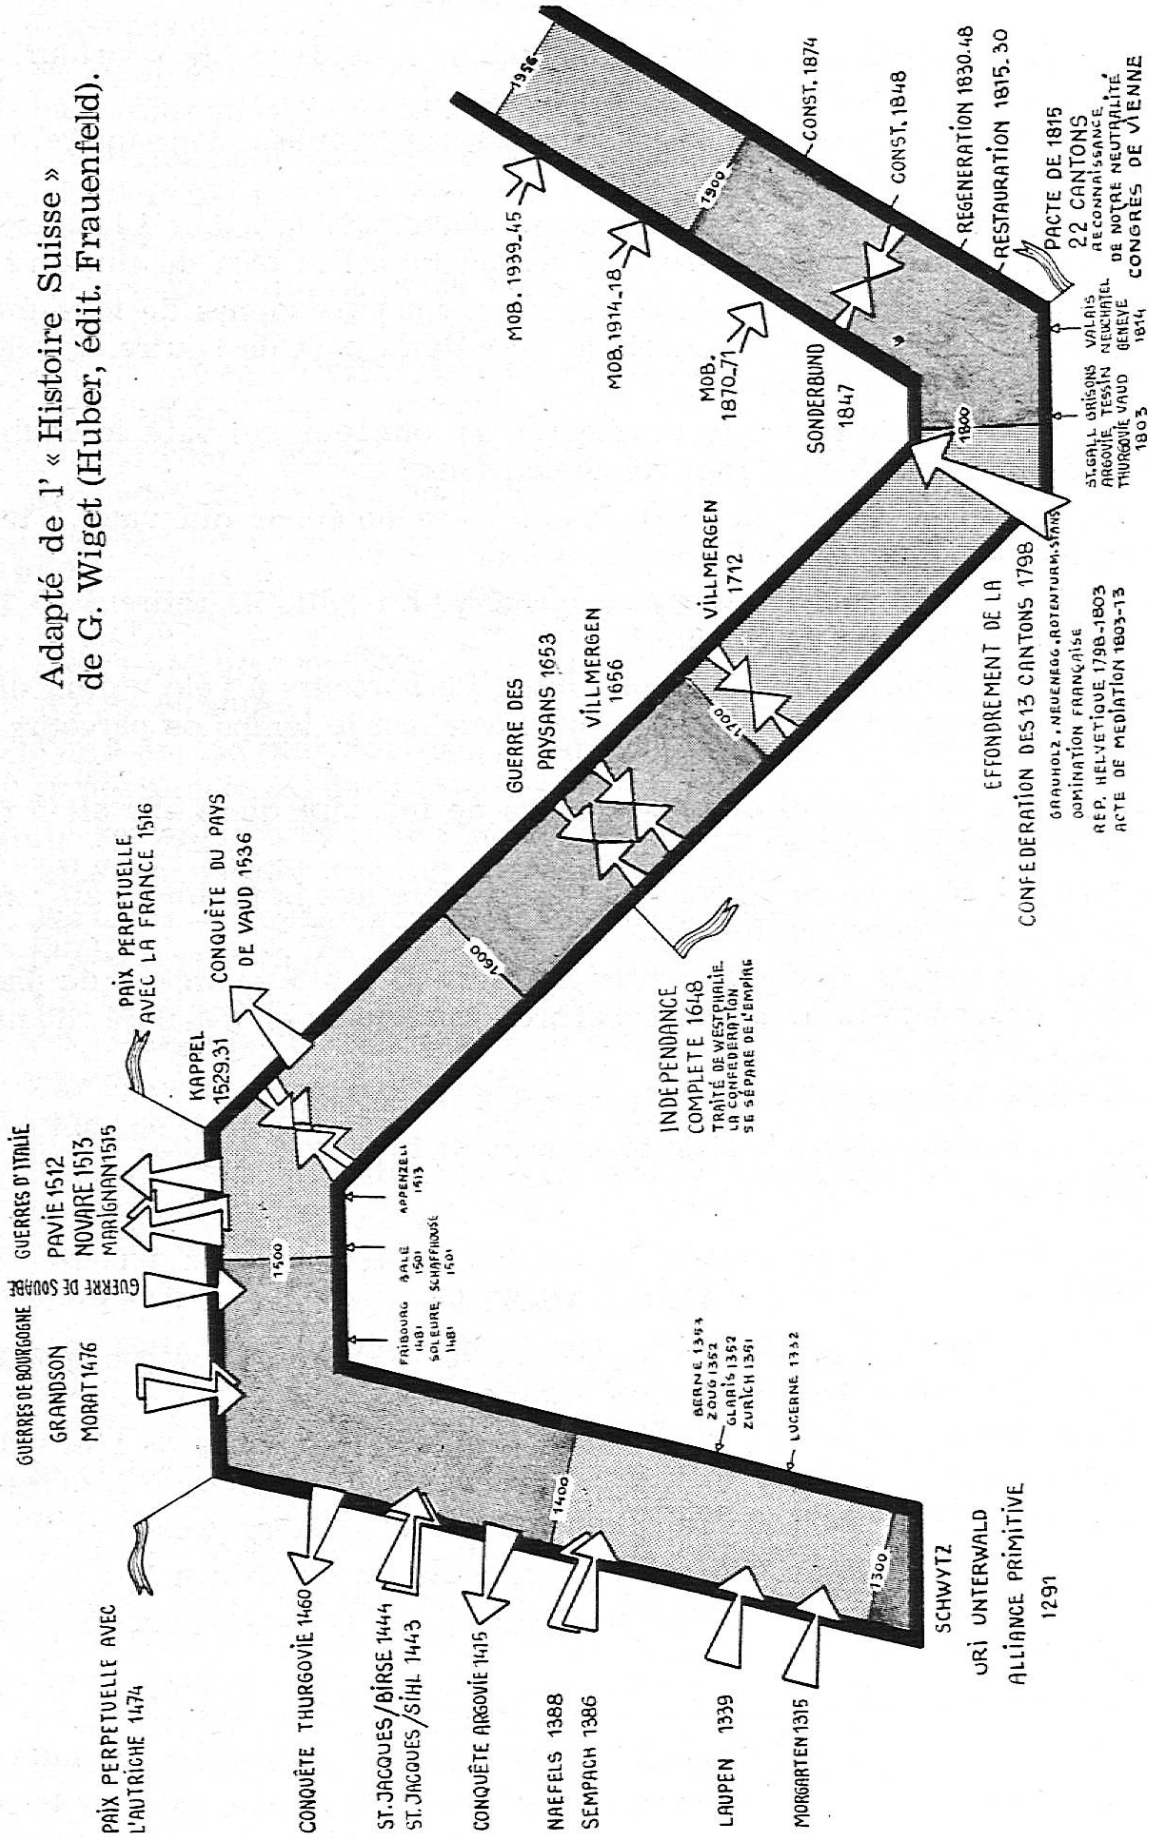 Adapté de l' « Histoire Suisse »
de G. Wiget (Huber, édit. Frauenfeld).
SCHWYTZ
URI UNTERWALD
ALLIANCE PRIMITIVE
1291
1300
MORGARTEN 1315
LUCERNE 1332
LAUPEN 1339
BERNE 1353
ZOUG 1352
GLARIS 1352
ZURICH 1351
NAEFELS 1388
SEMPACH 1386
1400
CONQUÊTE ARGOVIE 1415
ST. JACQUES/BIRSE 1444
ST. JACQUES/SIHL 1443
CONQUÊTE THURGOVIE 1460
PAIX PERPETUELLE AVEC
L'AUTRICHE 1474
GUERRES DE BOURGOGNE
GRANDSON
MORAT 1476
FRIBOURG
1481
SOLEURE
1481
GUERRE DE SOUABE
1500
BALE
1501
SCHAFFHOUSE
1501
GUERRES D'ITALIE
PAVIE 1512
NOVARE 1513
MARIGNAN 1515
APPENZELL
1513
PAIX PERPETUELLE
AVEC LA FRANCE 1516
KAPPEL
1529.31
CONQUÊTE DU PAYS
DE VAUD 1536
1600
INDEPENDANCE
COMPLETE 1648
TRAITÉ DE WESTPHALIE.
LA CONFEDERATION
SE SÉPARE DE L'EMPIRE
GUERRE DES
PAYSANS 1653
VILLMERGEN
1656
1700
VILLMERGEN
1712
EFFONDREMENT DE LA
CONFEDERATION DES 13 CANTONS 1798
GRAUHOLZ. NEUENEGG. ROTENTURM. STANS
DOMINATION FRANÇAISE
REP. HELVETIQUE 1798-1803
ACTE DE MEDIATION 1803-13
1800
ST.GALL GRISONS
ARGOVIE TESSIN
THURGOVIE VAUD
1803
VALAIS
NEUCHATEL
GENEVE
1814
PACTE DE 1815
22 CANTONS
RECONNAISSANCE
DE NOTRE NEUTRALITÉ
CONGRÈS DE VIENNE
RESTAURATION 1815.30
REGENERATION 1830.48
SONDERBUND
1847
CONST. 1848
MOB.
1870-71
CONST. 1874
1900
MOB. 1914-18
MOB. 1939-45
1956